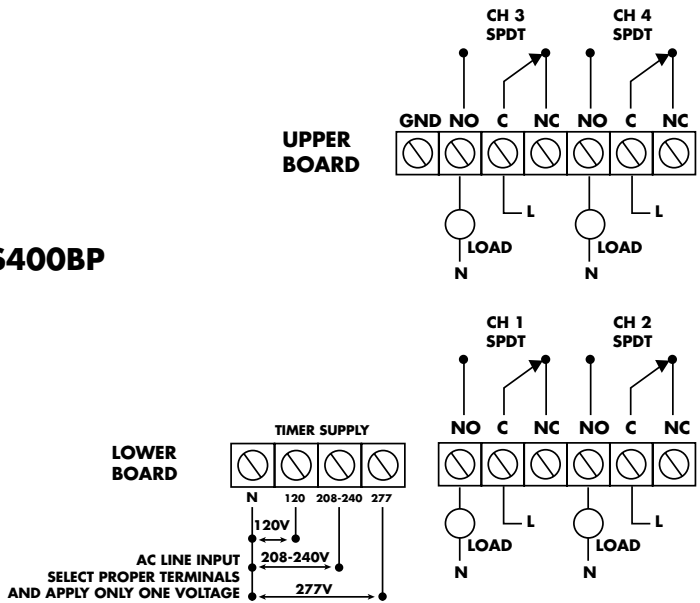 CH 3 CH 4
SPDT SPDT
GND NO C NC NO C NC
UPPER
BOARD
L L
LOAD LOAD
N N
S400BP
CH 1 CH 2
SPDT SPDT
NO C NC NO C NC
TIMER SUPPLY
LOWER
BOARD
N 120 208-240 277
L L
LOAD LOAD
N N
120V
AC LINE INPUT 208-240V
SELECT PROPER TERMINALS
AND APPLY ONLY ONE VOLTAGE 277V